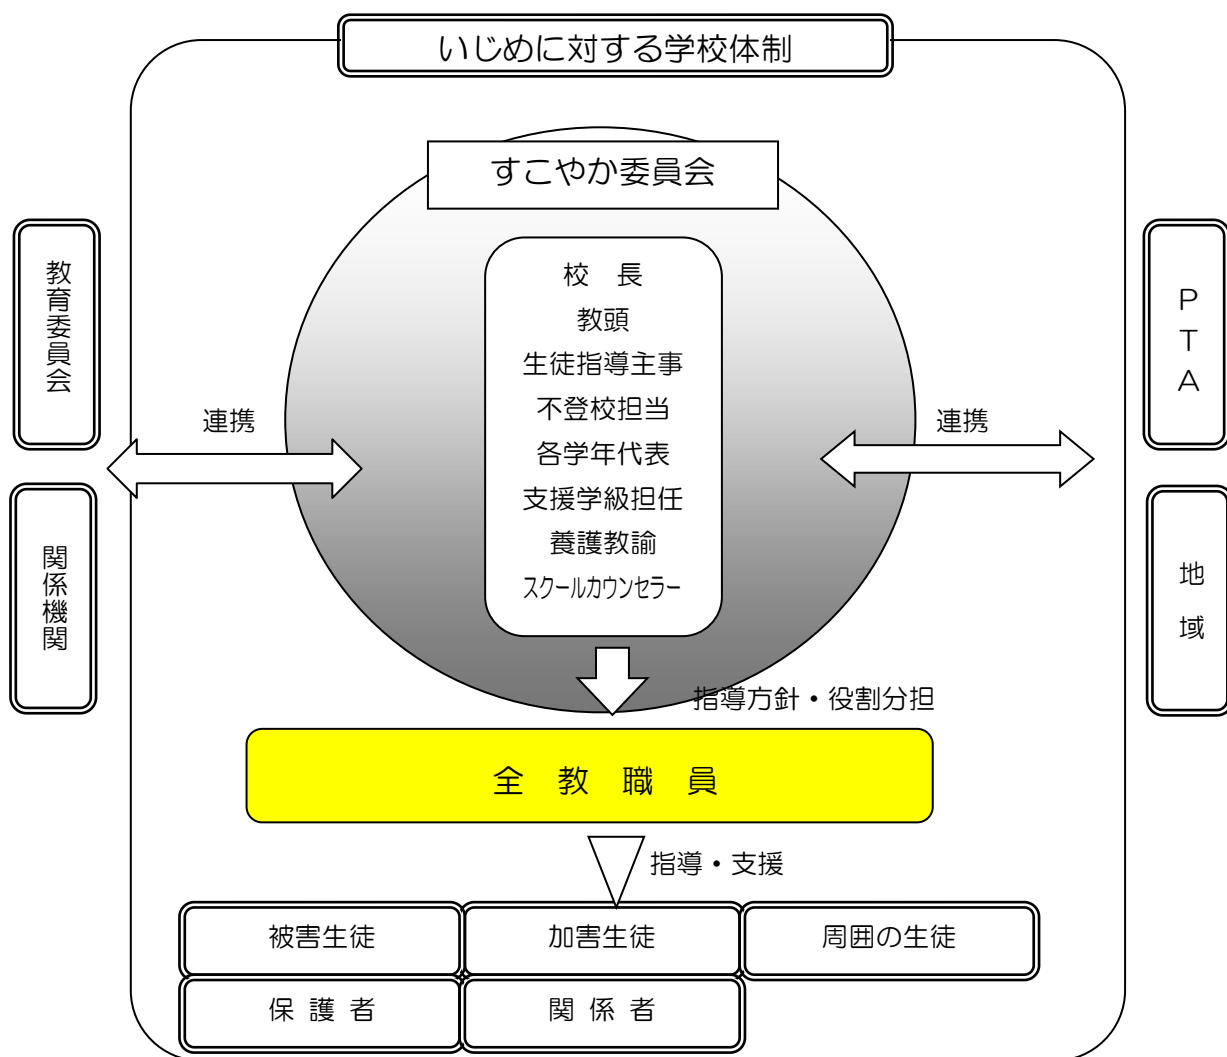 いじめに対する学校体制
すこやか委員会
校　長
教頭
生徒指導主事
不登校担当
各学年代表
支援学級担任
養護教諭
スクールカウンセラー
教育委員会
関係機関
連携
連携
PTA
地域
指導方針・役割分担
全　教　職　員
指導・支援
被害生徒
加害生徒
周囲の生徒
保 護 者
関 係 者